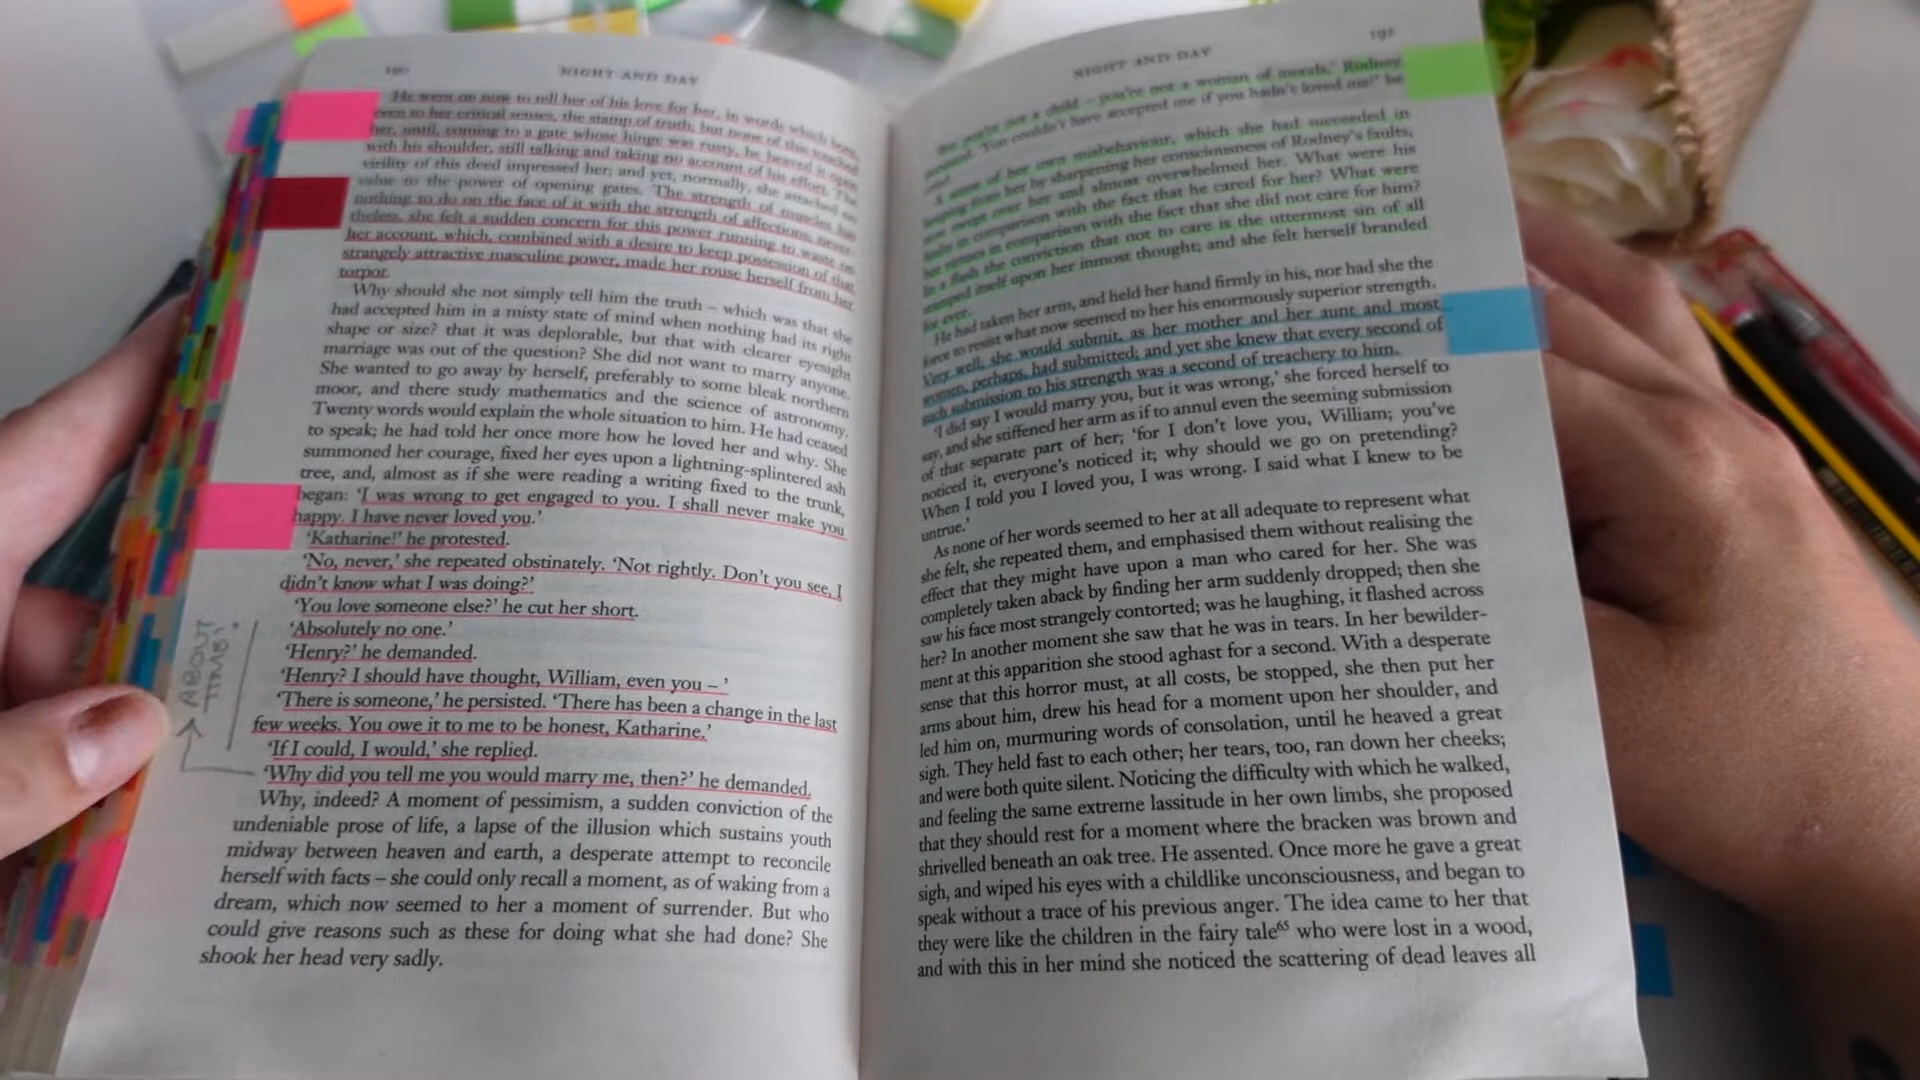 190
NIGHT AND DAY
He went on now to tell her of his love for her, in words which bore,
even to her critical senses, the stamp of truth; but none of this touched
her, until, coming to a gate whose hinge was rusty, he heaved it open
with his shoulder, still talking and taking no account of his effort. The
virility of this deed impressed her; and yet, normally, she attached no
value to the power of opening gates. The strength of muscles has
nothing to do on the face of it with the strength of affections; never-
theless, she felt a sudden concern for this power running to waste on
her account, which, combined with a desire to keep possession of that
strangely attractive masculine power, made her rouse herself from her
torpor.
Why should she not simply tell him the truth – which was that she
had accepted him in a misty state of mind when nothing had its right
shape or size? that it was deplorable, but that with clearer eyesight
marriage was out of the question? She did not want to marry anyone.
She wanted to go away by herself, preferably to some bleak northern
moor, and there study mathematics and the science of astronomy.
Twenty words would explain the whole situation to him. He had ceased
to speak; he had told her once more how he loved her and why. She
summoned her courage, fixed her eyes upon a lightning-splintered ash
tree, and, almost as if she were reading a writing fixed to the trunk,
began: ‘I was wrong to get engaged to you. I shall never make you
happy. I have never loved you.’
‘Katharine!’ he protested.
‘No, never,’ she repeated obstinately. ‘Not rightly. Don’t you see, I
didn’t know what I was doing?’
‘You love someone else?’ he cut her short.
‘Absolutely no one.’
‘Henry?’ he demanded.
‘Henry? I should have thought, William, even you – ’
‘There is someone,’ he persisted. ‘There has been a change in the last
few weeks. You owe it to me to be honest, Katharine.’
‘If I could, I would,’ she replied.
‘Why did you tell me you would marry me, then?’ he demanded.
Why, indeed? A moment of pessimism, a sudden conviction of the
undeniable prose of life, a lapse of the illusion which sustains youth
midway between heaven and earth, a desperate attempt to reconcile
herself with facts – she could only recall a moment, as of waking from a
dream, which now seemed to her a moment of surrender. But who
could give reasons such as these for doing what she had done? She
shook her head very sadly.
ABOUT
TIME!
NIGHT AND DAY
191
‘But you’re not a child – you’re not a woman of moods,’ Rodney
persisted. ‘You couldn’t have accepted me if you hadn’t loved me!’ he
cried.
A sense of her own misbehaviour, which she had succeeded in
keeping from her by sharpening her consciousness of Rodney’s faults,
now swept over her and almost overwhelmed her. What were his
faults in comparison with the fact that he cared for her? What were
her virtues in comparison with the fact that she did not care for him?
In a flash the conviction that not to care is the uttermost sin of all
stamped itself upon her inmost thought; and she felt herself branded
for ever.
He had taken her arm, and held her hand firmly in his, nor had she the
force to resist what now seemed to her his enormously superior strength.
Very well; she would submit, as her mother and her aunt and most
women, perhaps, had submitted; and yet she knew that every second of
such submission to his strength was a second of treachery to him.
‘I did say I would marry you, but it was wrong,’ she forced herself to
say, and she stiffened her arm as if to annul even the seeming submission
of that separate part of her; ‘for I don’t love you, William; you’ve
noticed it, everyone’s noticed it; why should we go on pretending?
When I told you I loved you, I was wrong. I said what I knew to be
untrue.’
As none of her words seemed to her at all adequate to represent what
she felt, she repeated them, and emphasised them without realising the
effect that they might have upon a man who cared for her. She was
completely taken aback by finding her arm suddenly dropped; then she
saw his face most strangely contorted; was he laughing, it flashed across
her? In another moment she saw that he was in tears. In her bewilder-
ment at this apparition she stood aghast for a second. With a desperate
sense that this horror must, at all costs, be stopped, she then put her
arms about him, drew his head for a moment upon her shoulder, and
led him on, murmuring words of consolation, until he heaved a great
sigh. They held fast to each other; her tears, too, ran down her cheeks;
and were both quite silent. Noticing the difficulty with which he walked,
and feeling the same extreme lassitude in her own limbs, she proposed
that they should rest for a moment where the bracken was brown and
shrivelled beneath an oak tree. He assented. Once more he gave a great
sigh, and wiped his eyes with a childlike unconsciousness, and began to
speak without a trace of his previous anger. The idea came to her that
they were like the children in the fairy tale⁶⁵ who were lost in a wood,
and with this in her mind she noticed the scattering of dead leaves all